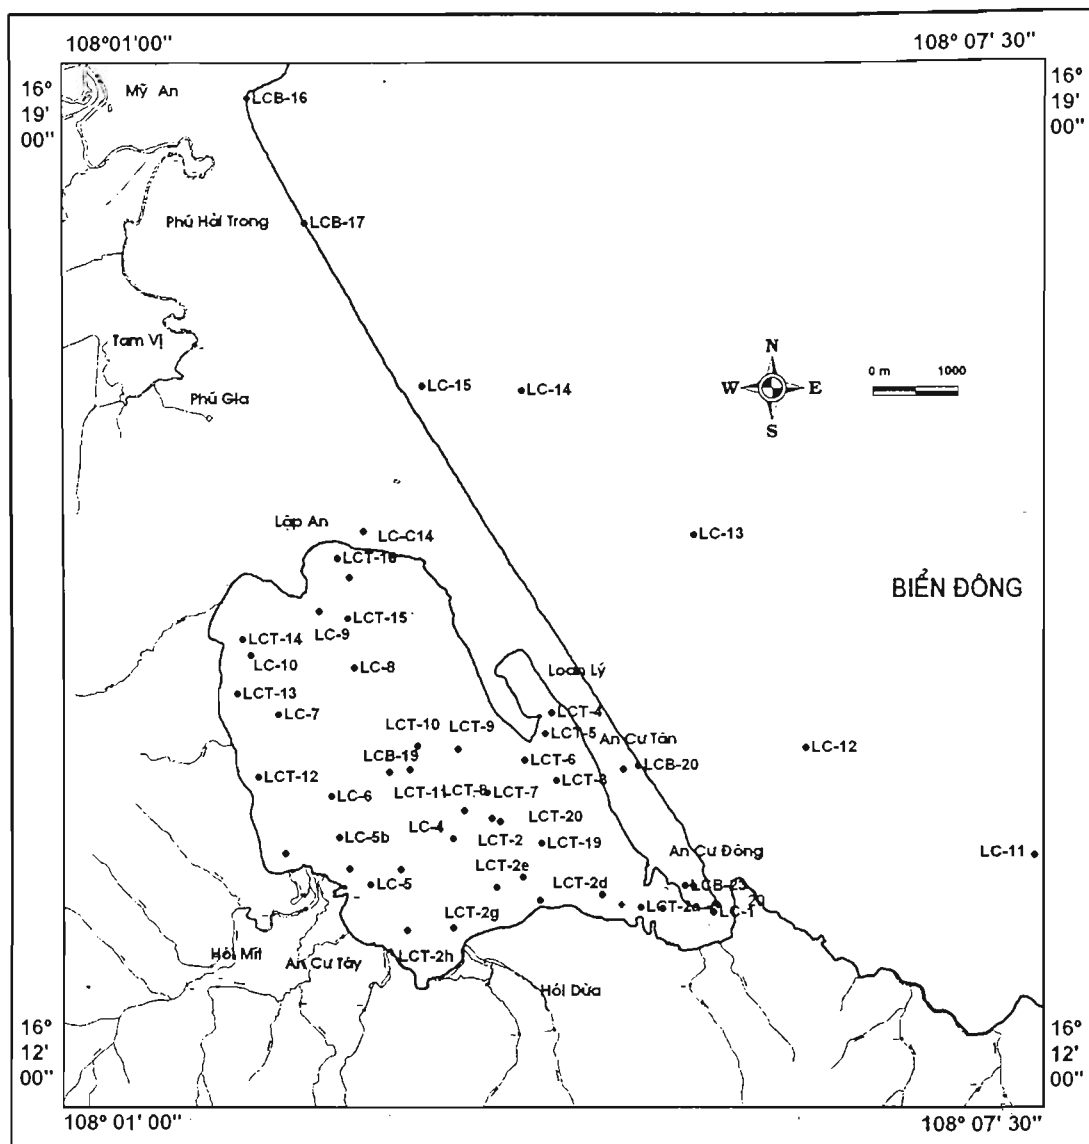 108° 01' 00"
108° 07' 30"
16°
19'
00"
16°
19'
00"
Mỹ An
LCB-16
Phú Hải Trong
LCB-17
Tam Vị
Phú Gia
LC-15
LC-14
N
W
E
S
0 m
1000
Lập An
LC-C14
LCT-16
LC-13
BIỂN ĐÔNG
LC-9
LCT-15
LCT-14
LC-10
LC-8
Loan Lý
LCT-13
LC-7
LCT-4
LCT-5
An Cư Tân
LCT-10
LCT-9
LC-12
LCB-19
LCT-6
LCB-20
LCT-12
LCT-3
LC-6
LCT-11
LCT-8
LCT-7
LCT-20
LC-4
LC-5b
LCT-2
LCT-19
An Cư Đông
LC-11
LCT-2e
LC-5
LCT-2d
LCB-23
LCT-2a
LC-1
LCT-2g
Hói Mít
An Cư Tây
LCT-2h
Hói Dừa
16°
12'
00"
16°
12'
00"
108° 01' 00"
108° 07' 30"